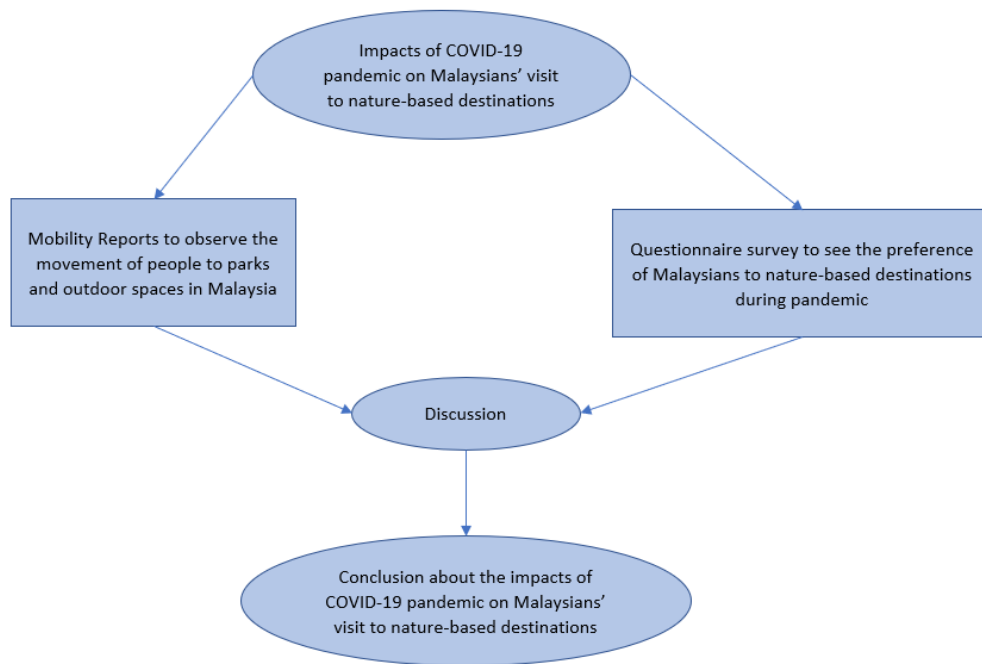 Impacts of COVID-19
pandemic on Malaysians’ visit
to nature-based destinations
Mobility Reports to observe the
movement of people to parks
and outdoor spaces in Malaysia
Questionnaire survey to see the preference
of Malaysians to nature-based destinations
during pandemic
Discussion
Conclusion about the impacts of
COVID-19 pandemic on Malaysians’
visit to nature-based destinations